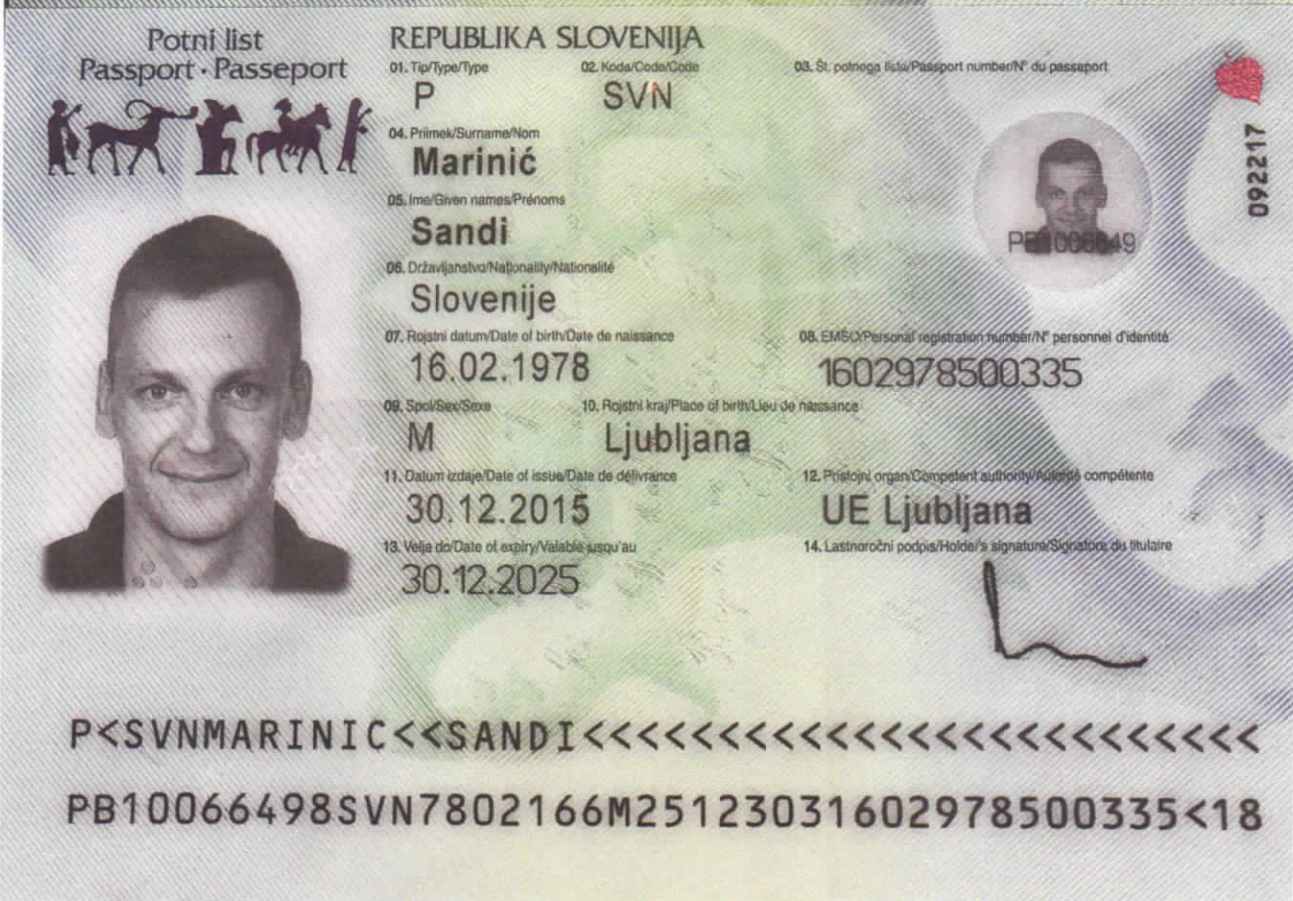 Potni list
Passport · Passeport
REPUBLIKA SLOVENIJA
01. Tip/Type/Type 02. Koda/Code/Code 03. Št. potnega lista/Passport number/N° du passeport
P SVN
092217
04. Priimek/Surname/Nom
Marinić
05. Ime/Given names/Prénoms
Sandi
PB1006649
06. Državljanstvo/Nationality/Nationalité
Slovenije
07. Rojstni datum/Date of birth/Date de naissance 08. EMŠO/Personal registration number/N° personnel d'identité
16.02.1978 1602978500335
09. Spol/Sex/Sexe 10. Rojstni kraj/Place of birth/Lieu de naissance
M Ljubljana
11. Datum izdaje/Date of issue/Date de délivrance 12. Pristojni organ/Competent authority/Autorité compétente
30.12.2015 UE Ljubljana
13. Velja do/Date of expiry/Valable jusqu'au 14. Lastnoročni podpis/Holder's signature/Signature du titulaire
30.12.2025
P<SVNMARINIC<<SANDI<<<<<<<<<<<<<<<<<<<<<<<<<
PB10066498SVN7802166M25123031602978500335<18